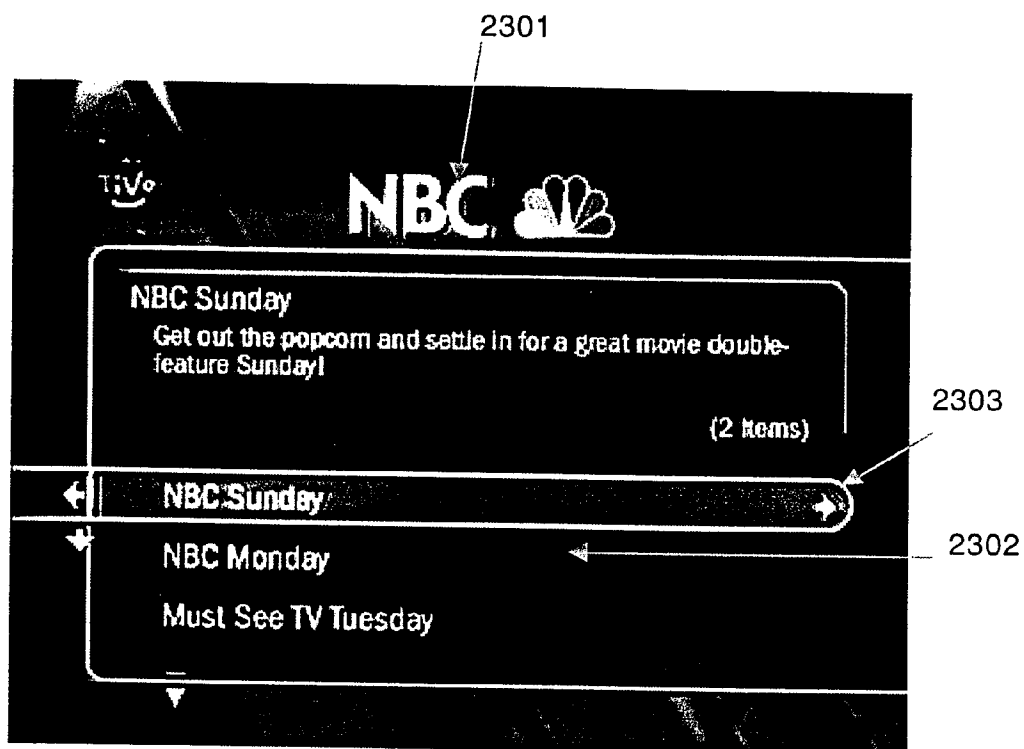 2301
TiVo
NBC
NBC Sunday
Get out the popcorn and settle in for a great movie double-
feature Sunday!
(2 items)
2303
NBC Sunday
2302
NBC Monday
Must See TV Tuesday